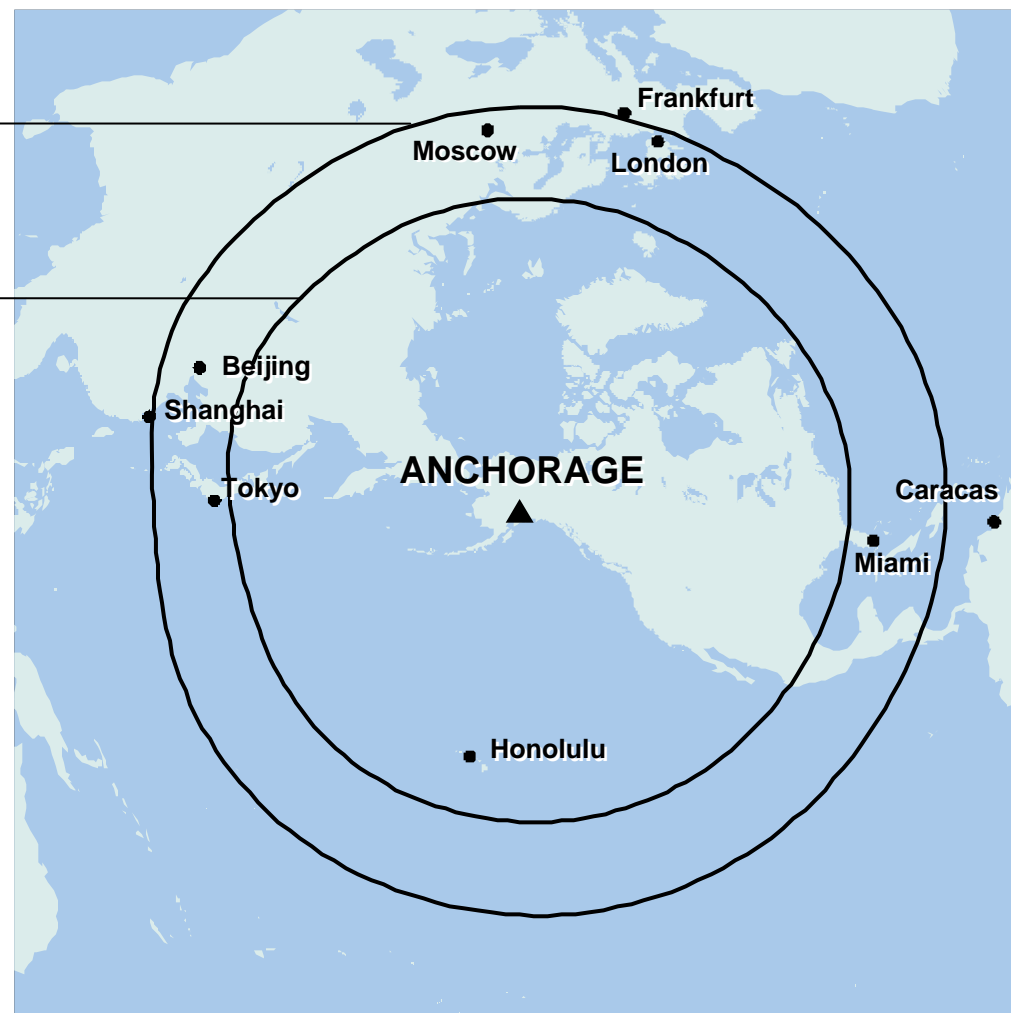 Frankfurt
Moscow
London
Beijing
Shanghai
ANCHORAGE
Tokyo
Caracas
Miami
Honolulu